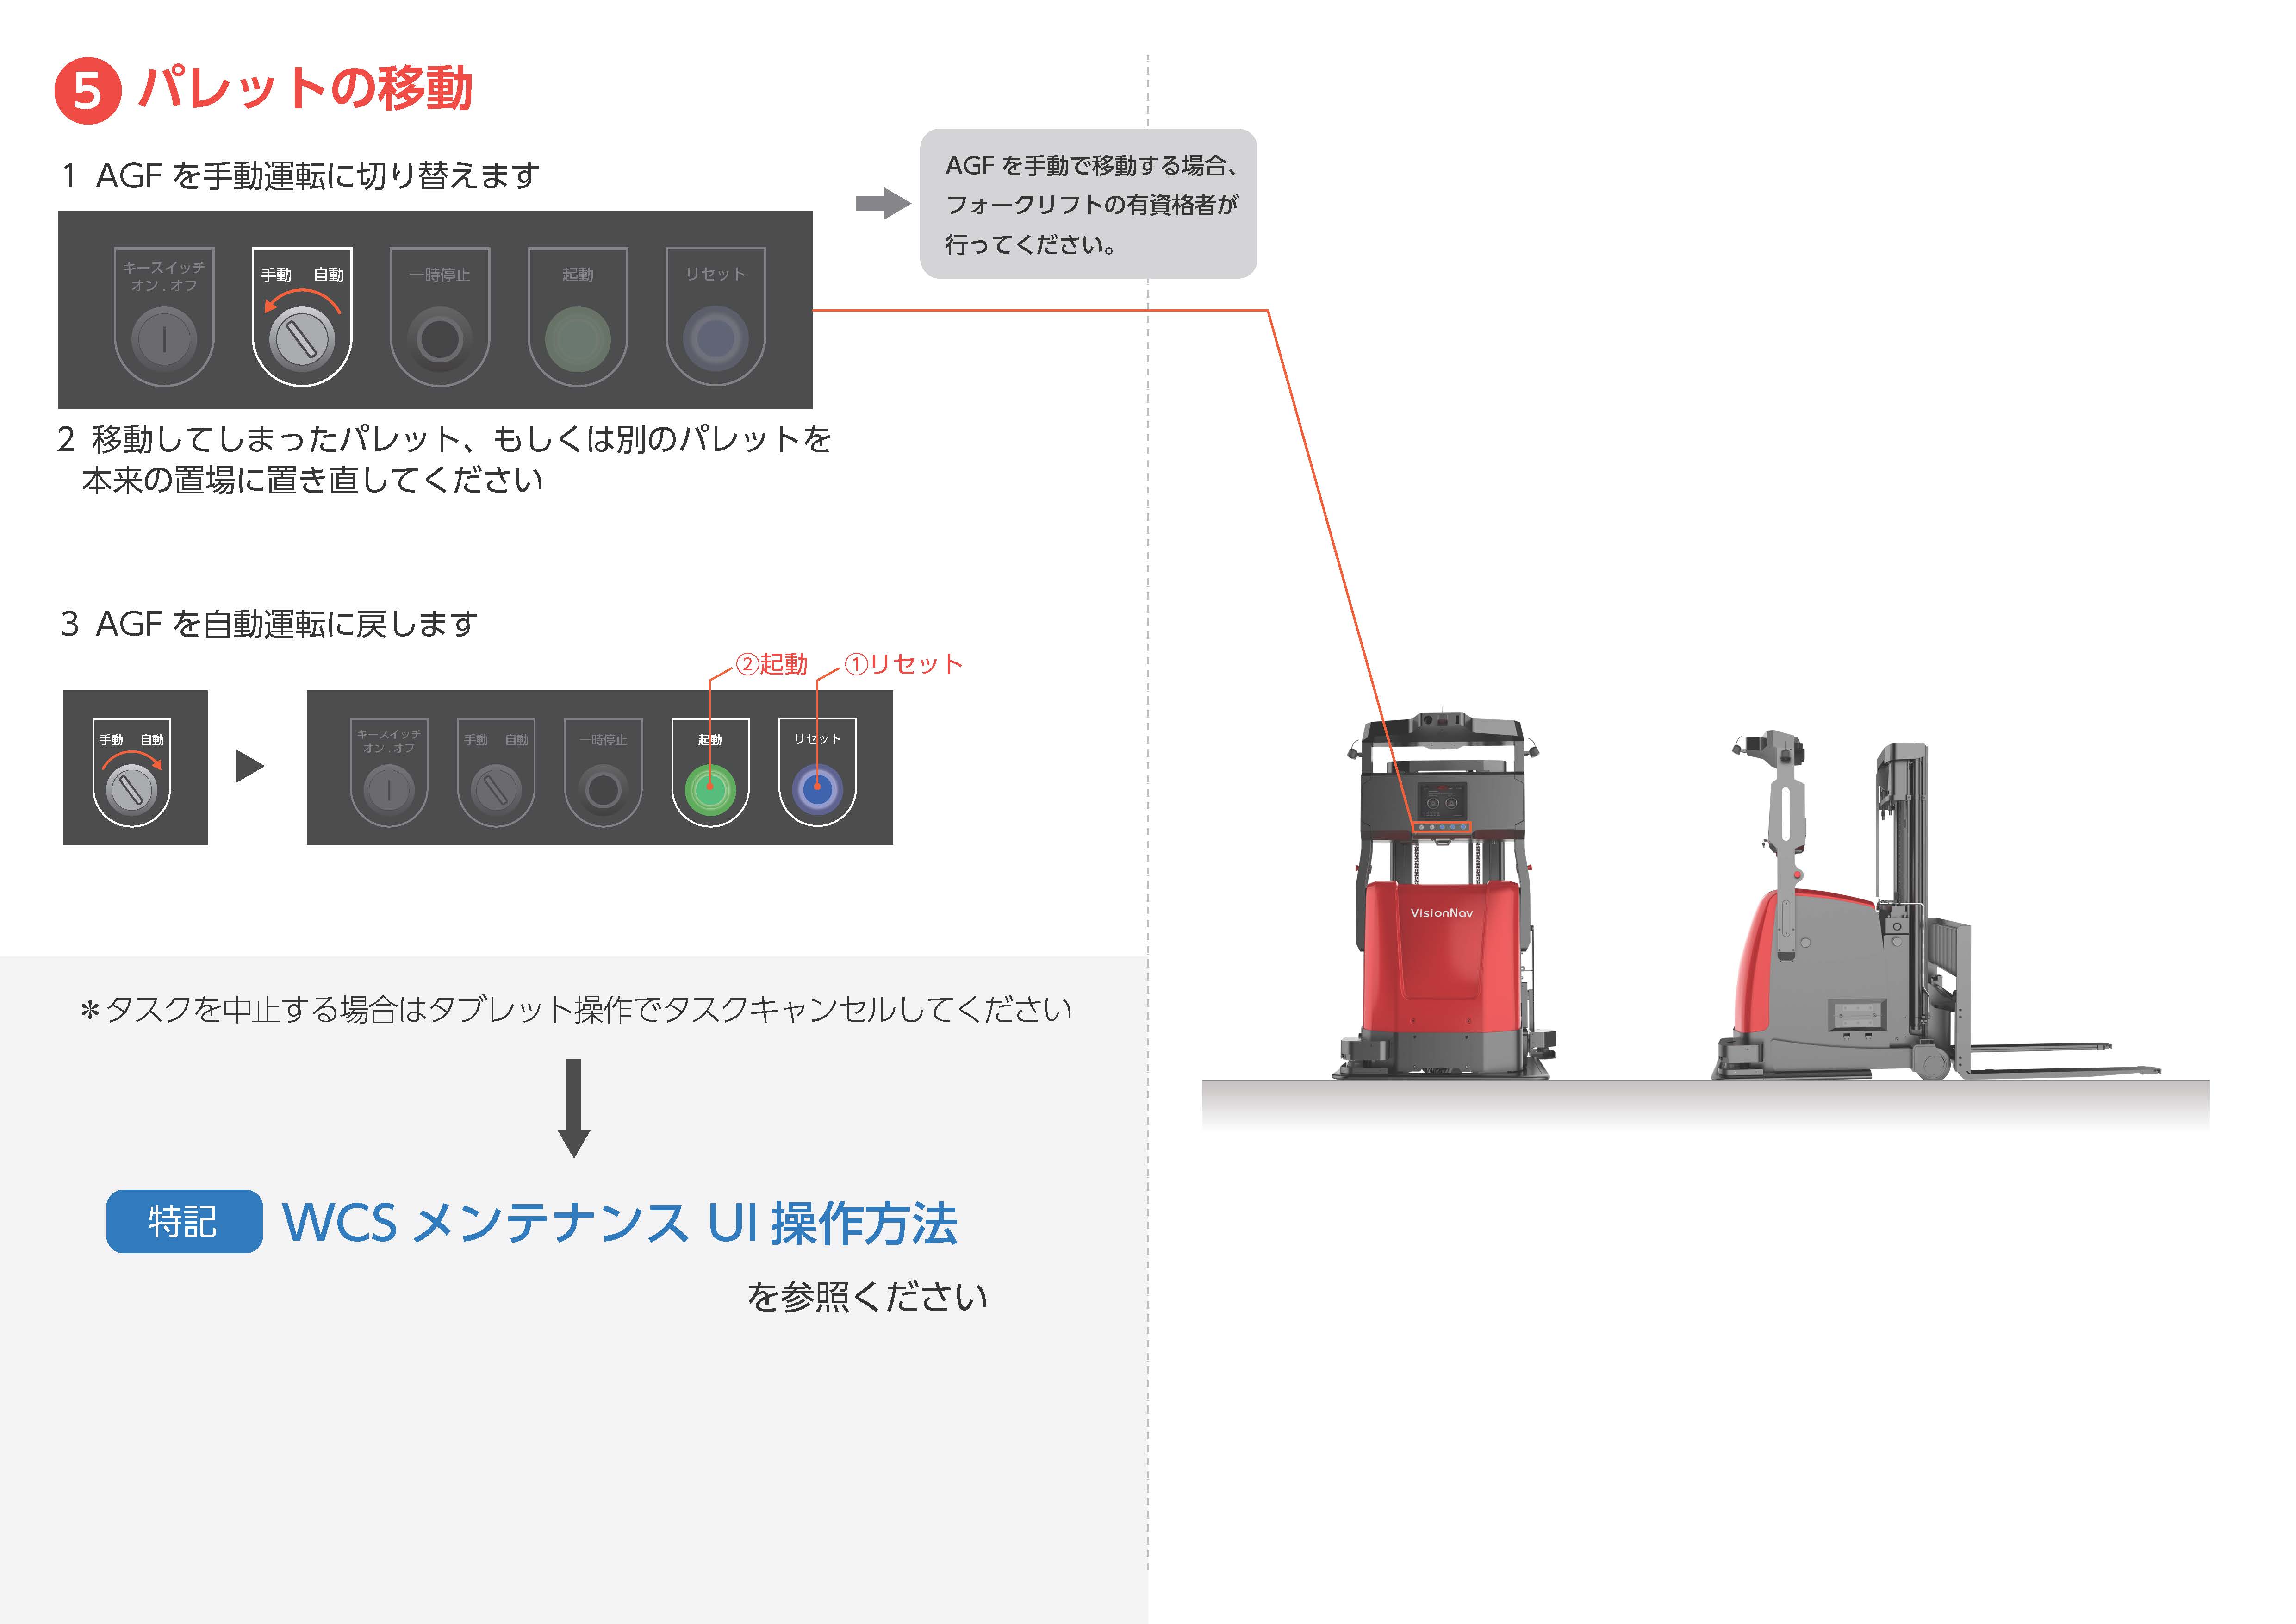 5 パレットの移動
1 AGF を手動運転に切り替えます
AGF を手動で移動する場合、
フォークリフトの有資格者が
行ってください。
キースイッチ
オン . オフ
手動 自動
一時停止
起動
リセット
2 移動してしまったパレット、もしくは別のパレットを
本来の置場に置き直してください
3 AGF を自動運転に戻します
②起動 ①リセット
手動 自動
キースイッチ
オン . オフ
手動 自動
一時停止
起動
リセット
VisionNav
＊タスクを中止する場合はタブレット操作でタスクキャンセルしてください
特記 WCS メンテナンス UI 操作方法
を参照ください